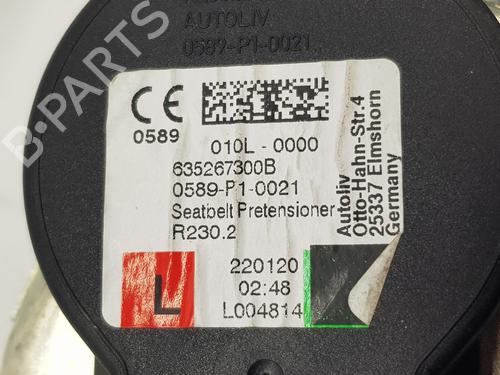 AUTOLIV
0589-P1-0021
CE
0589
010L - 0000
635267300B
0589-P1-0021
Seatbelt Pretensioner
R230.2
Autoliv
Otto-Hahn-Str.4
25337 Elmshorn
Germany
L
220120
02:48
L004814
B-PARTS